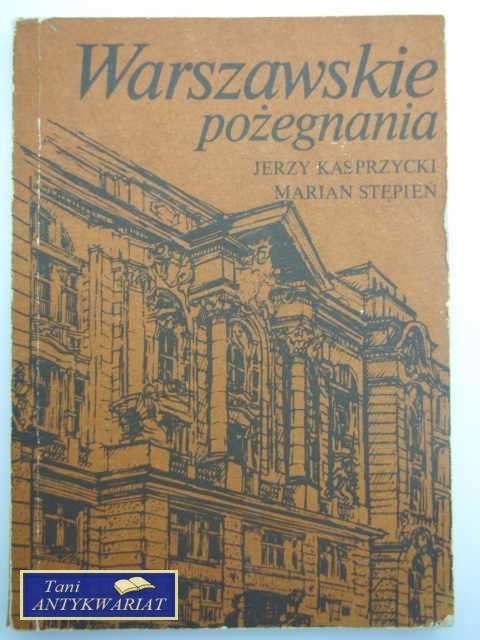 Warszawskie
pożegnania
JERZY KASPRZYCKI
MARIAN STĘPIEŃ
Tani
ANTYKWARIAT